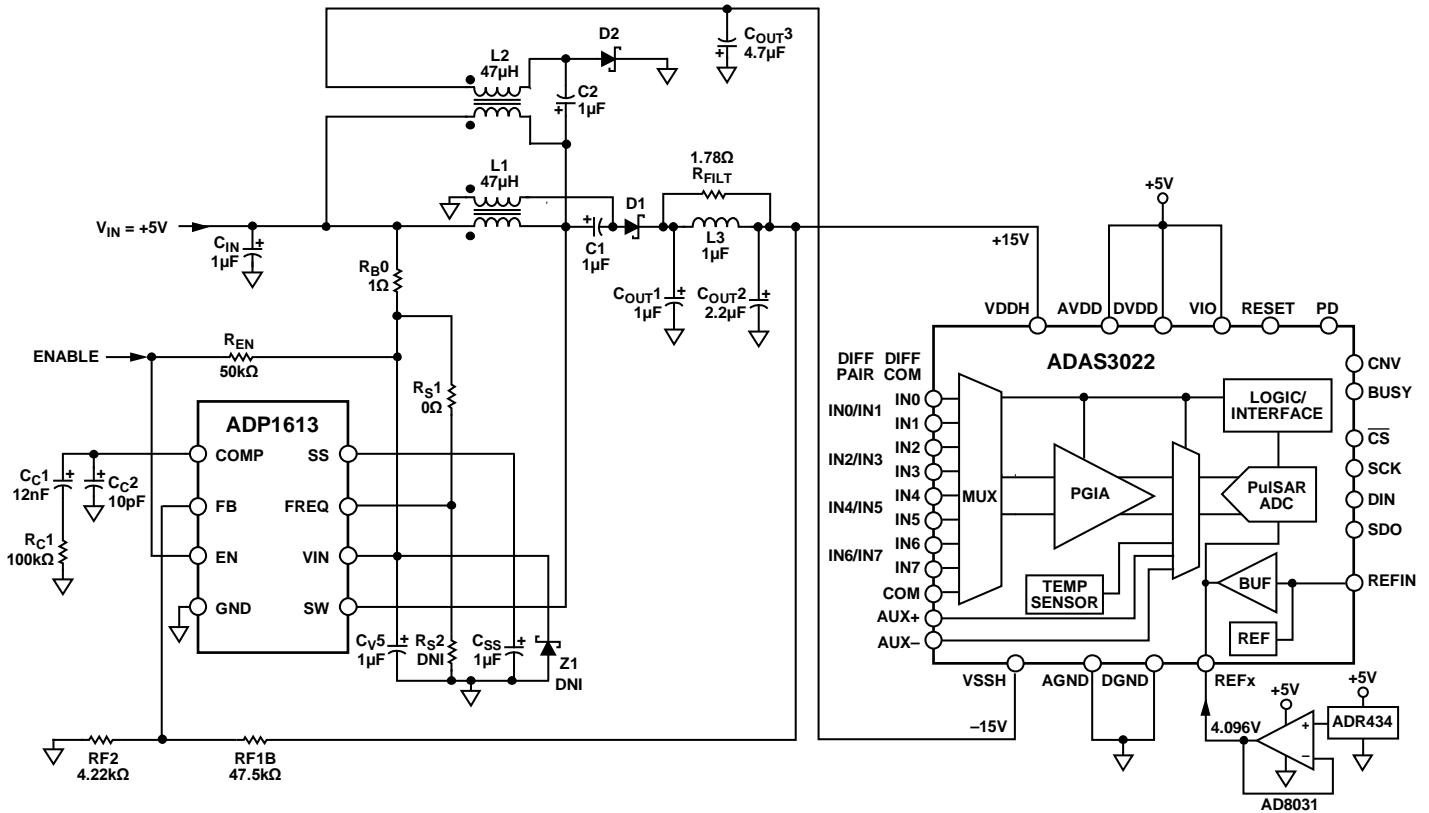 COUT3
4.7µF
D2
L2
47µH
C2
1µF
1.78Ω
RFILT
L1
47µH
D1
+5V
VIN = +5V
CIN
1µF
C1
1µF
L3
1µF
+15V
RB0
1Ω
COUT1
1µF
COUT2
2.2µF
VDDH
AVDD
DVDD
VIO
RESET
PD
ENABLE
REN
50kΩ
RS1
0Ω
DIFF PAIR
DIFF COM
ADAS3022
CNV
BUSY
CS
SCK
DIN
SDO
REFIN
IN0/IN1
IN2/IN3
IN4/IN5
IN6/IN7
IN0
IN1
IN2
IN3
IN4
IN5
IN6
IN7
COM
AUX+
AUX–
MUX
PGIA
LOGIC/
INTERFACE
PulSAR
ADC
TEMP
SENSOR
BUF
REF
ADP1613
COMP
FB
EN
GND
SS
FREQ
VIN
SW
CC1
12nF
CC2
10pF
RC1
100kΩ
CV5
1µF
RS2
DNI
CSS
1µF
Z1
DNI
VSSH
AGND
DGND
REFx
–15V
4.096V
+5V
+5V
ADR434
AD8031
RF2
4.22kΩ
RF1B
47.5kΩ